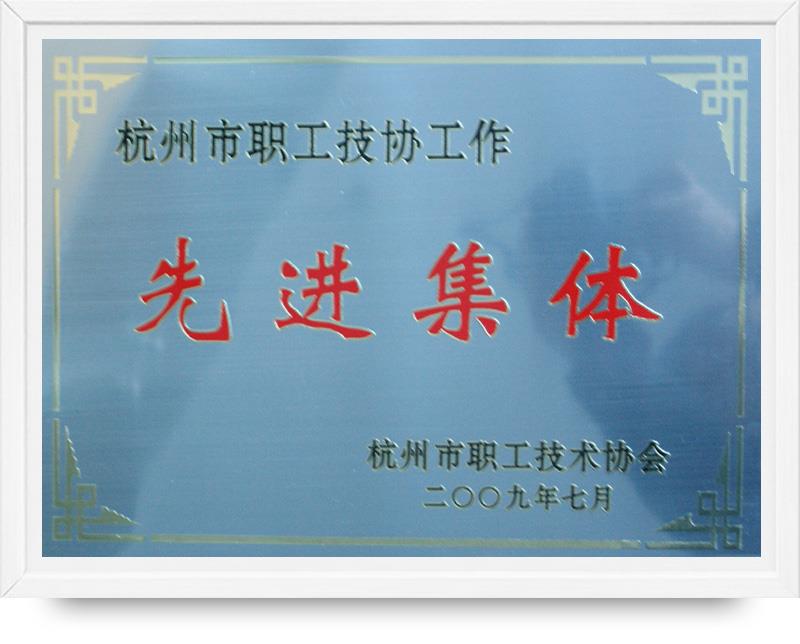 杭州市职工技协工作
先进集体
杭州市职工技术协会
二〇〇九年七月